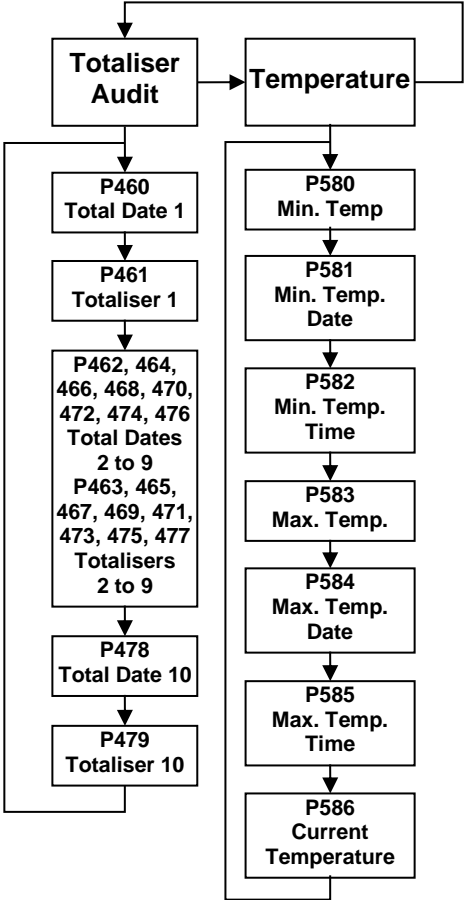 Totaliser
Audit
Temperature
P460
Total Date 1
P461
Totaliser 1
P462, 464,
466, 468, 470,
472, 474, 476
Total Dates
2 to 9
P463, 465,
467, 469, 471,
473, 475, 477
Totalisers
2 to 9
P478
Total Date 10
P479
Totaliser 10
P580
Min. Temp
P581
Min. Temp.
Date
P582
Min. Temp.
Time
P583
Max. Temp.
P584
Max. Temp.
Date
P585
Max. Temp.
Time
P586
Current
Temperature